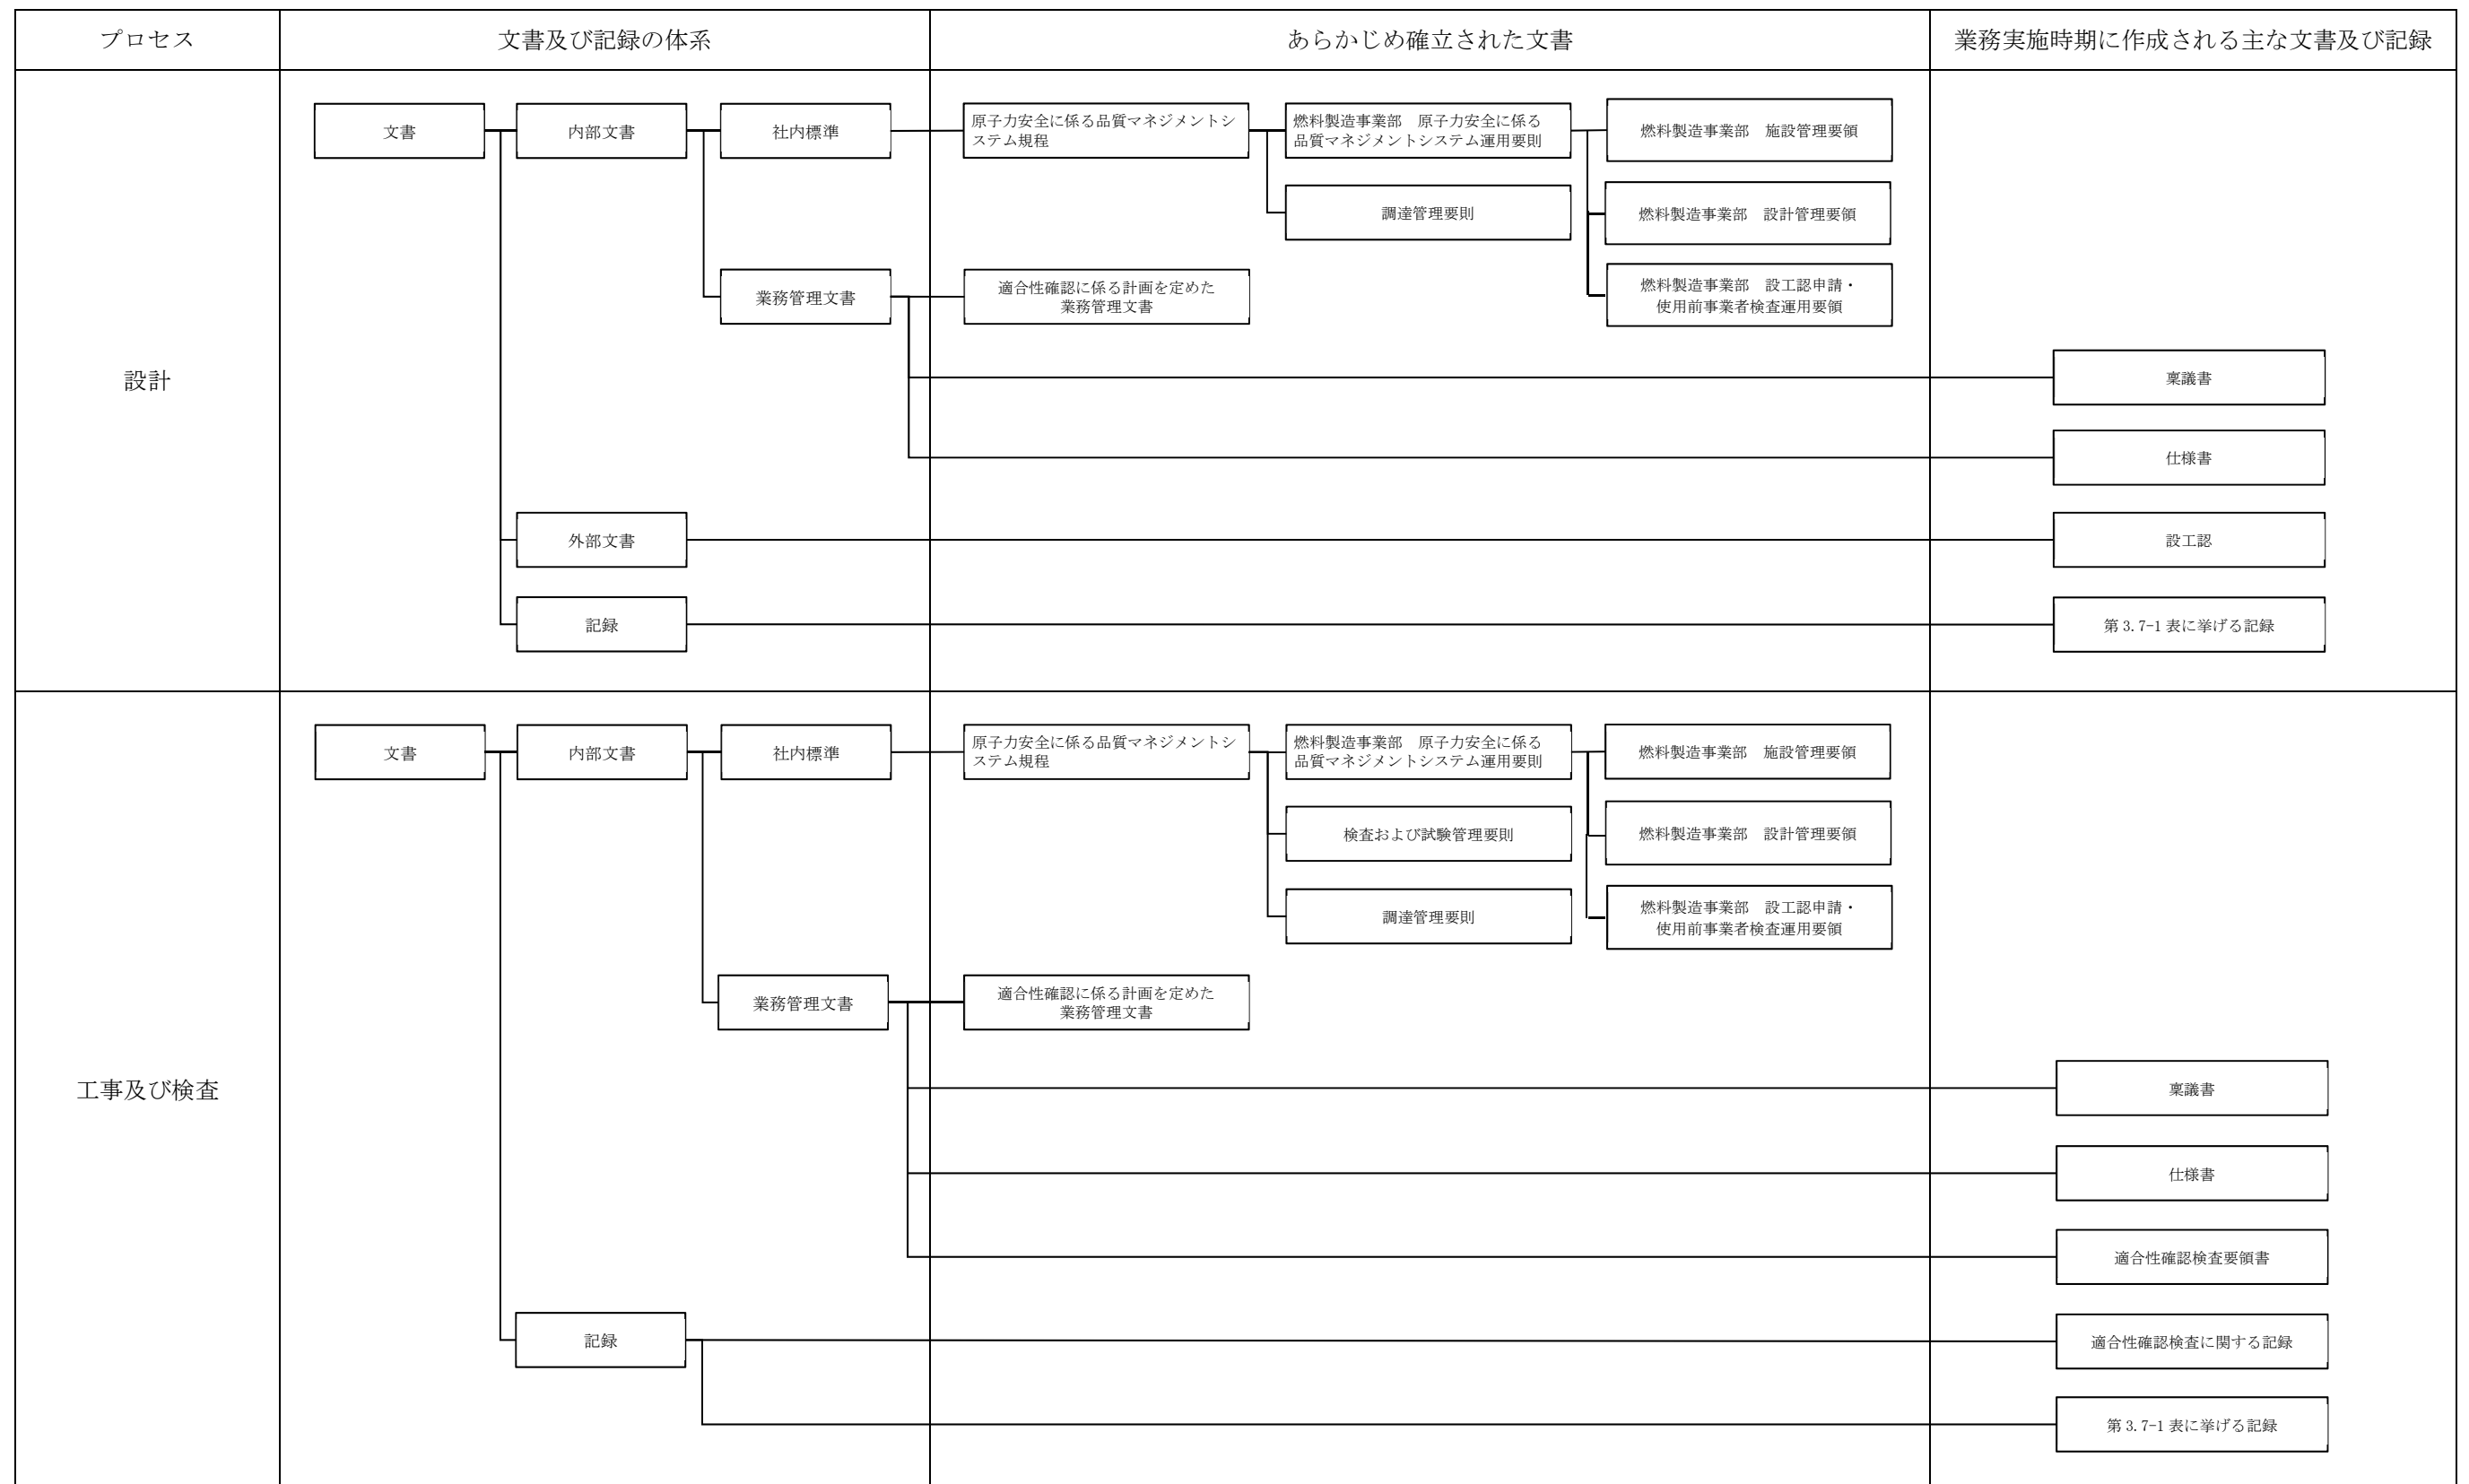 プロセス
文書及び記録の体系
あらかじめ確立された文書
業務実施時期に作成される主な文書及び記録
設計
文書
内部文書
社内標準
原子力安全に係る品質マネジメントシ
ステム規程
燃料製造事業部　原子力安全に係る
品質マネジメントシステム運用要則
燃料製造事業部　施設管理要領
調達管理要則
燃料製造事業部　設計管理要領
業務管理文書
適合性確認に係る計画を定めた
業務管理文書
燃料製造事業部　設工認申請・
使用前事業者検査運用要領
稟議書
仕様書
外部文書
設工認
記録
第 3.7-1 表に挙げる記録
工事及び検査
文書
内部文書
社内標準
原子力安全に係る品質マネジメントシ
ステム規程
燃料製造事業部　原子力安全に係る
品質マネジメントシステム運用要則
燃料製造事業部　施設管理要領
検査および試験管理要則
燃料製造事業部　設計管理要領
調達管理要則
燃料製造事業部　設工認申請・
使用前事業者検査運用要領
業務管理文書
適合性確認に係る計画を定めた
業務管理文書
稟議書
仕様書
適合性確認検査要領書
記録
適合性確認検査に関する記録
第 3.7-1 表に挙げる記録